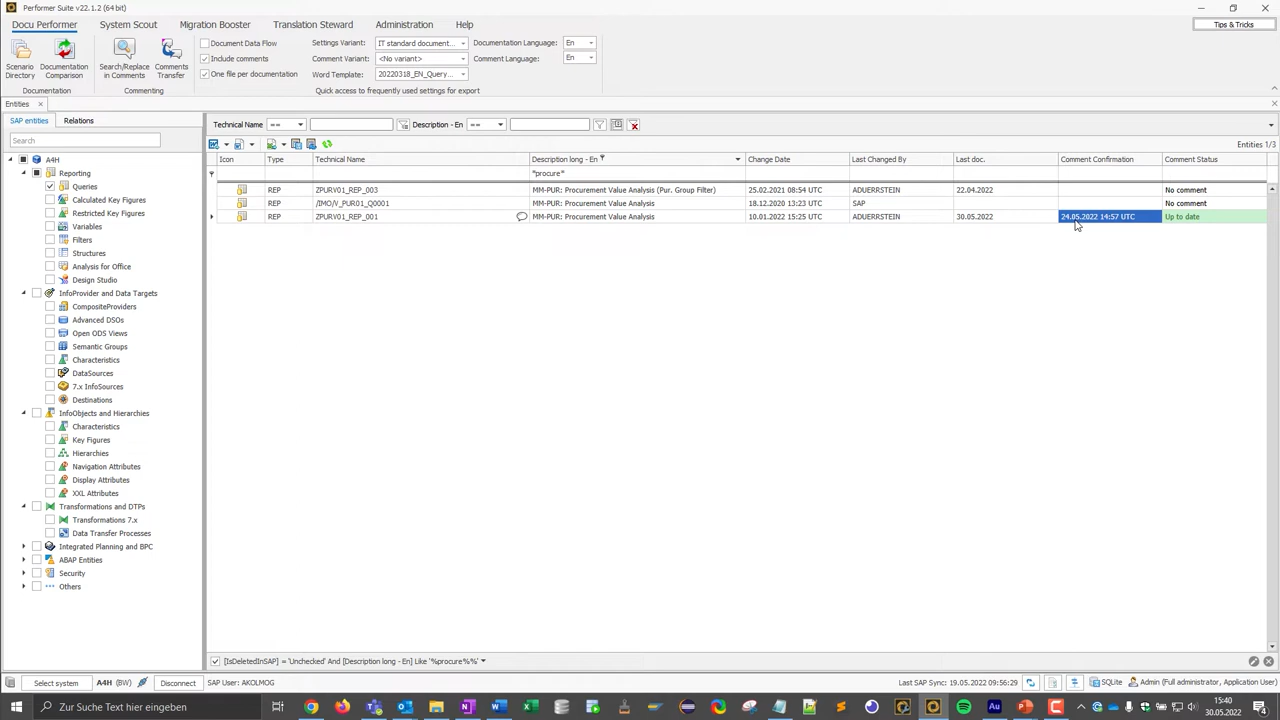 Performer Suite v22.1.2 (64 bit)
Docu Performer System Scout Migration Booster Translation Steward Administration Help Tips & Tricks
Document Data Flow Settings Variant: IT standard document... Documentation Language: En
Include comments Comment Variant: <No variant> Comment Language: En
One file per documentation Word Template: 20220318_EN_Query...
Scenario Directory Documentation Comparison Search/Replace in Comments Comments Transfer
Documentation Commenting Quick access to frequently used settings for export
Entities
SAP entities Relations Technical Name == Description - En ==
Search
Entities 1/3
Icon Type Technical Name Description long - En Change Date Last Changed By Last doc. Comment Confirmation Comment Status
*procure*
REP ZPURV01_REP_003 MM-PUR: Procurement Value Analysis (Pur. Group Filter) 25.02.2021 08:54 UTC ADUERRSTEIN 22.04.2022 No comment
REP /IMO/V_PUR01_Q0001 MM-PUR: Procurement Value Analysis 18.12.2020 13:23 UTC SAP No comment
REP ZPURV01_REP_001 MM-PUR: Procurement Value Analysis 10.01.2022 15:25 UTC ADUERRSTEIN 30.05.2022 24.05.2022 14:57 UTC Up to date
A4H
Reporting
Queries
Calculated Key Figures
Restricted Key Figures
Variables
Filters
Structures
Analysis for Office
Design Studio
InfoProvider and Data Targets
CompositeProviders
Advanced DSOs
Open ODS Views
Semantic Groups
Characteristics
DataSources
7.x InfoSources
Destinations
InfoObjects and Hierarchies
Characteristics
Key Figures
Hierarchies
Navigation Attributes
Display Attributes
XXL Attributes
Transformations and DTPs
Transformations 7.x
Data Transfer Processes
Integrated Planning and BPC
ABAP Entities
Security
Others
[IsDeletedInSAP] = 'Unchecked' And [Description long - En] Like '%procure%%'
Select system A4H (BW) Disconnect SAP User: AKOLMOG Last SAP Sync: 19.05.2022 09:56:29 SQLite Admin (Full administrator, Application User)
Zur Suche Text hier eingeben
15:40
30.05.2022